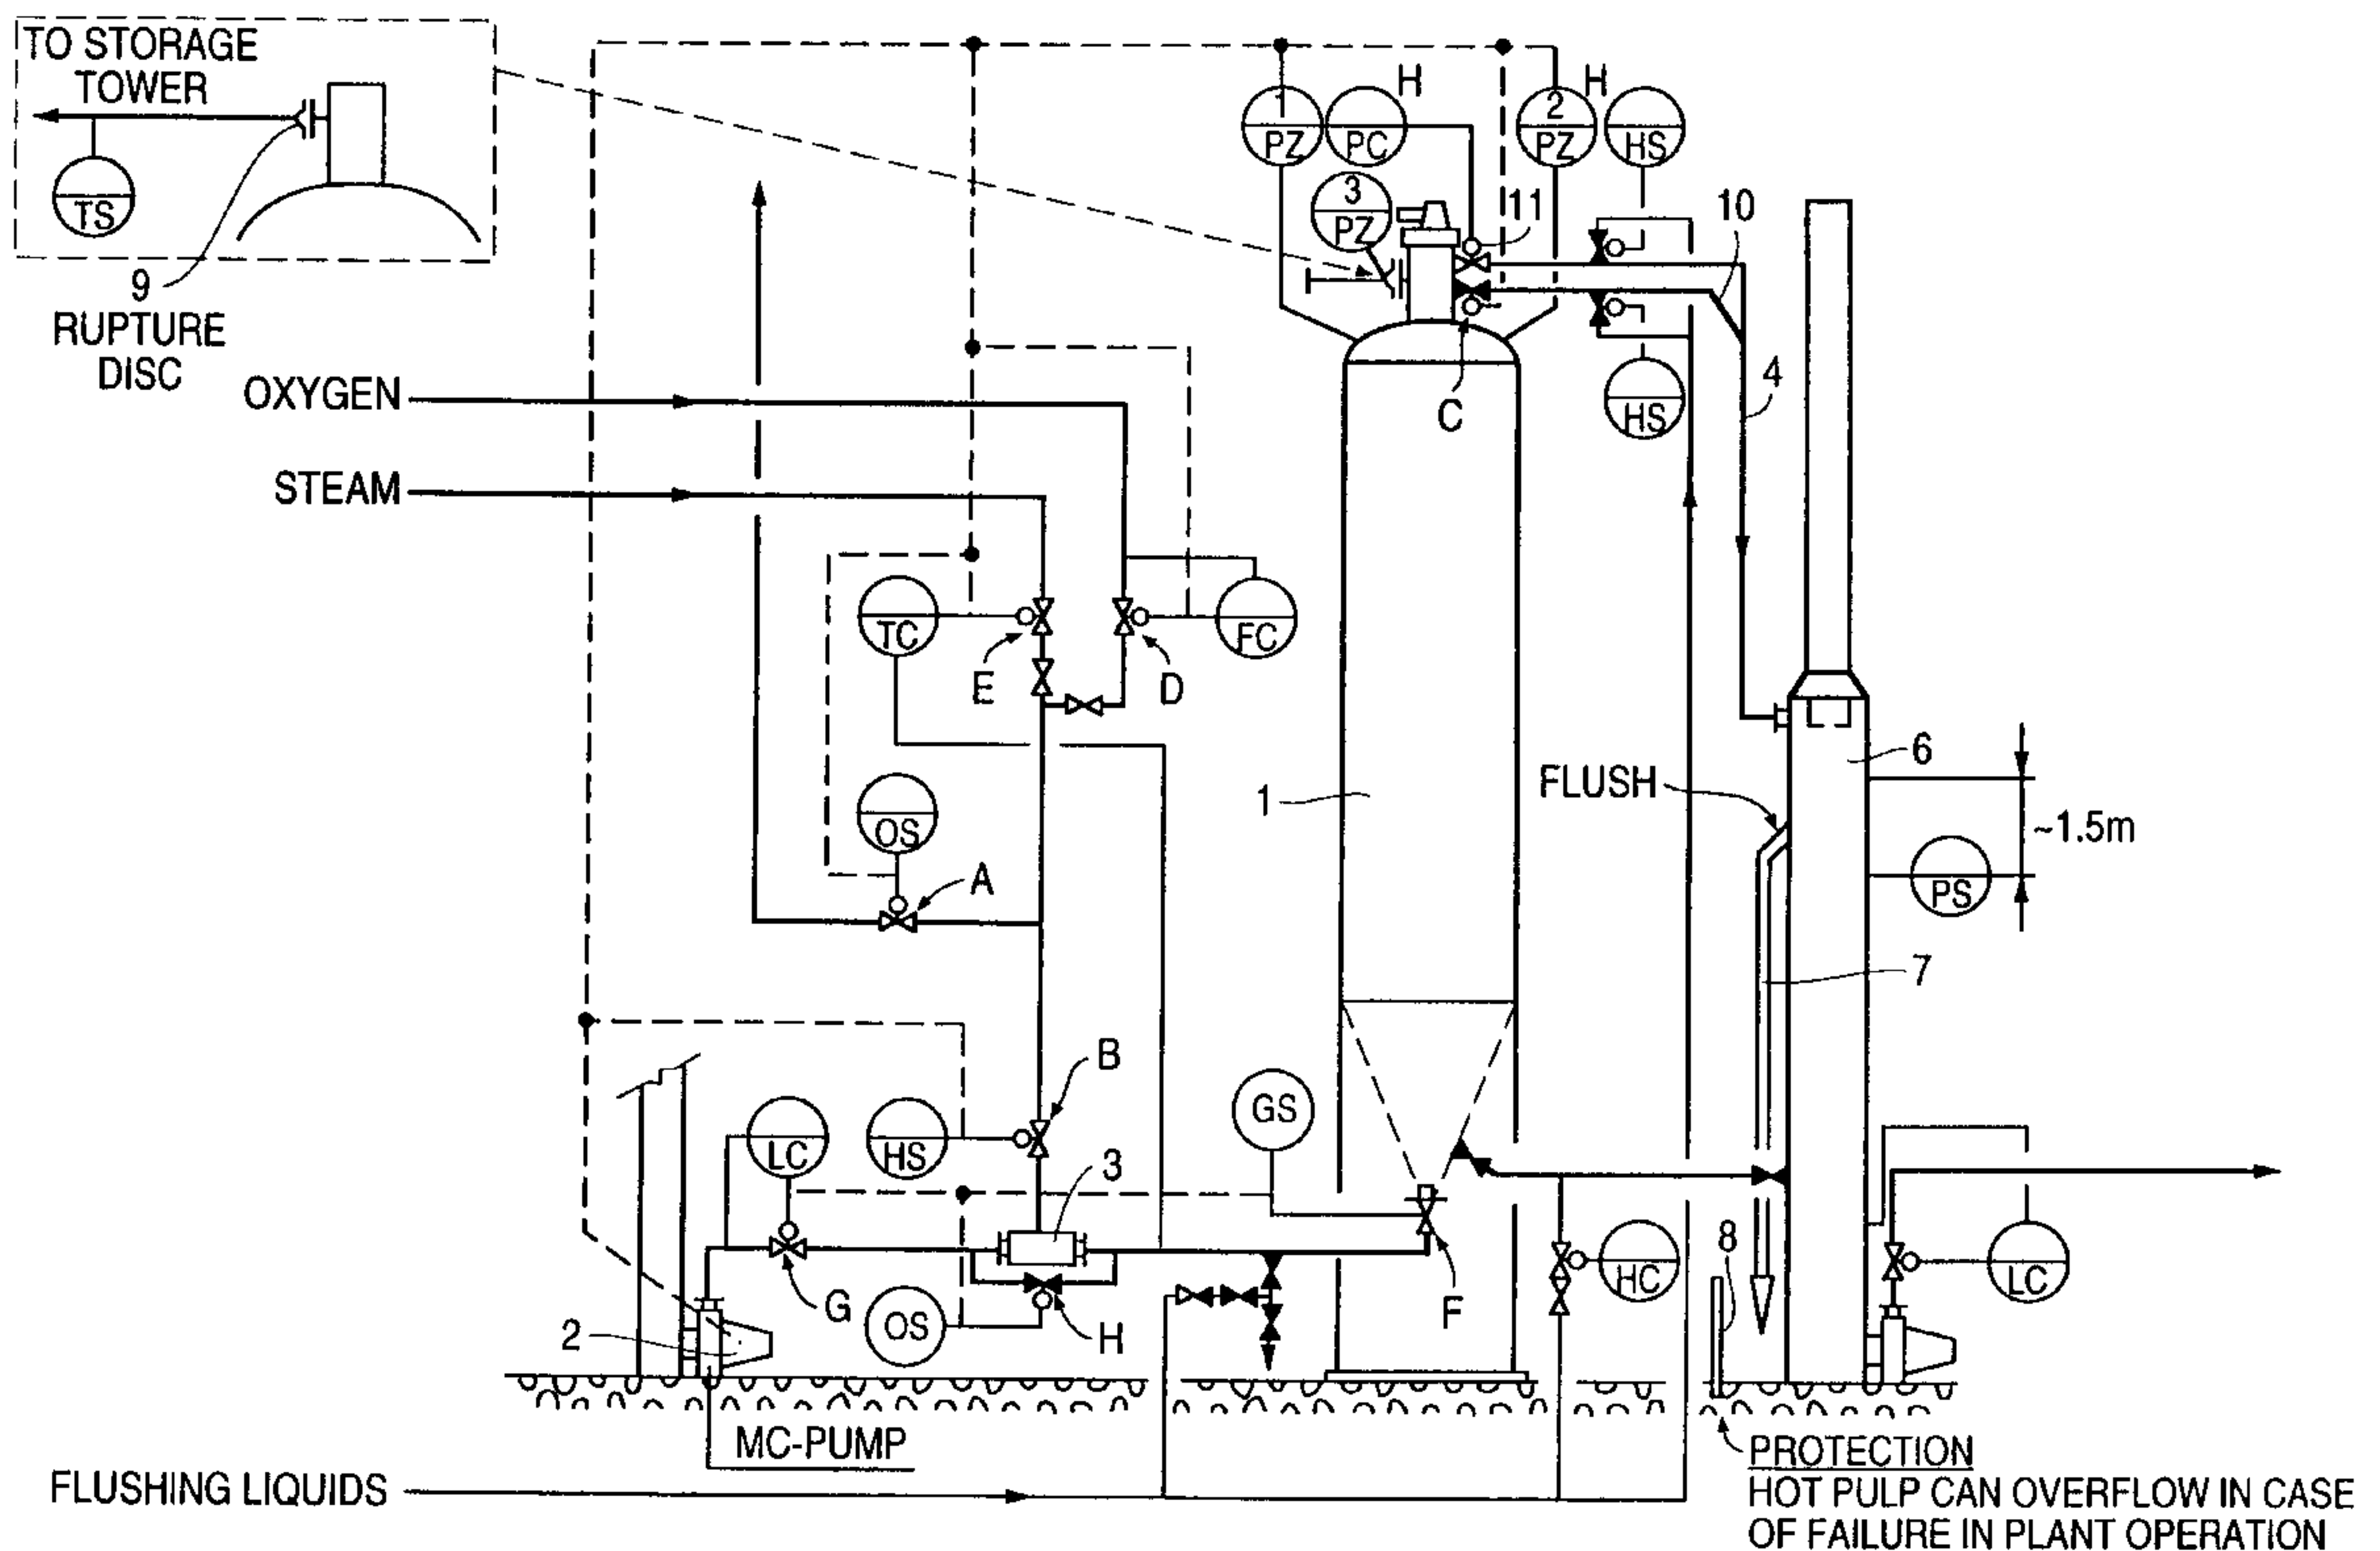 TO STORAGE
TOWER
TS
9
RUPTURE
DISC
H
H
1
PZ
PC
2
PZ
HS
3
PZ
11
10
C
HS
4
OXYGEN
STEAM
TC
E
D
FC
OS
A
1
FLUSH
6
~1.5m
PS
7
B
LC
HS
3
GS
G
OS
H
F
HC
8
LC
2
MC-PUMP
FLUSHING LIQUIDS
PROTECTION
HOT PULP CAN OVERFLOW IN CASE
OF FAILURE IN PLANT OPERATION